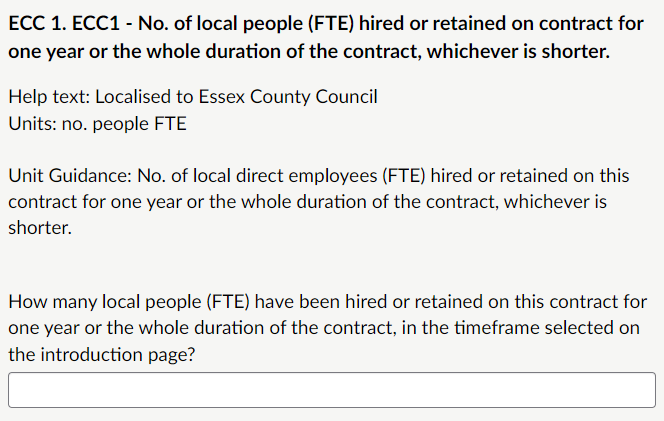 ECC 1. ECC1 - No. of local people (FTE) hired or retained on contract for
one year or the whole duration of the contract, whichever is shorter.
Help text: Localised to Essex County Council
Units: no. people FTE
Unit Guidance: No. of local direct employees (FTE) hired or retained on this
contract for one year or the whole duration of the contract, whichever is
shorter.
How many local people (FTE) have been hired or retained on this contract for
one year or the whole duration of the contract, in the timeframe selected on
the introduction page?